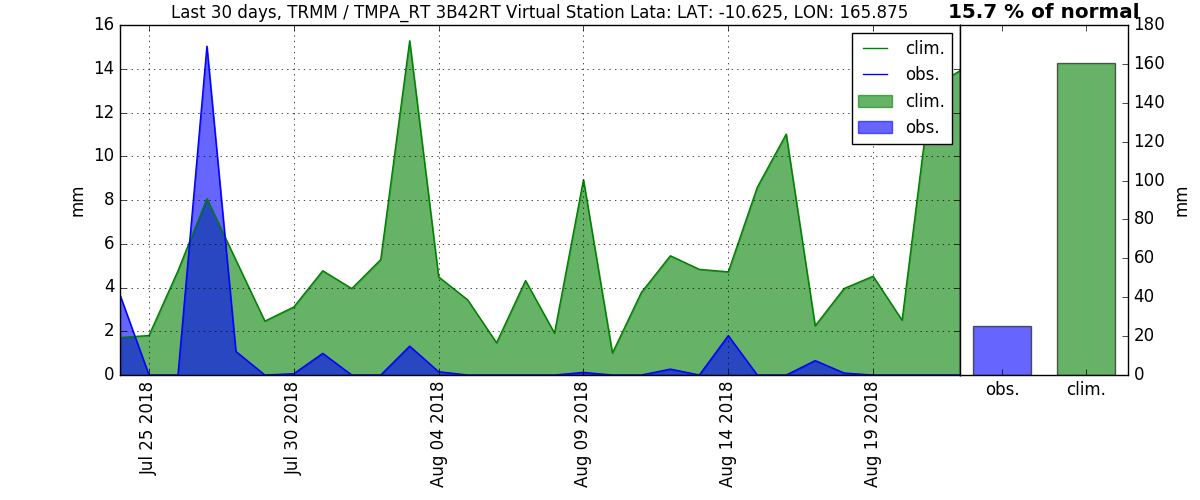 Last 30 days, TRMM / TMPA_RT 3B42RT Virtual Station Lata: LAT: -10.625, LON: 165.875
15.7 % of normal
16
14
12
10
8
6
4
2
0
mm
clim.
obs.
clim.
obs.
Jul 25 2018
Jul 30 2018
Aug 04 2018
Aug 09 2018
Aug 14 2018
Aug 19 2018
180
160
140
120
100
80
60
40
20
0
mm
obs.
clim.